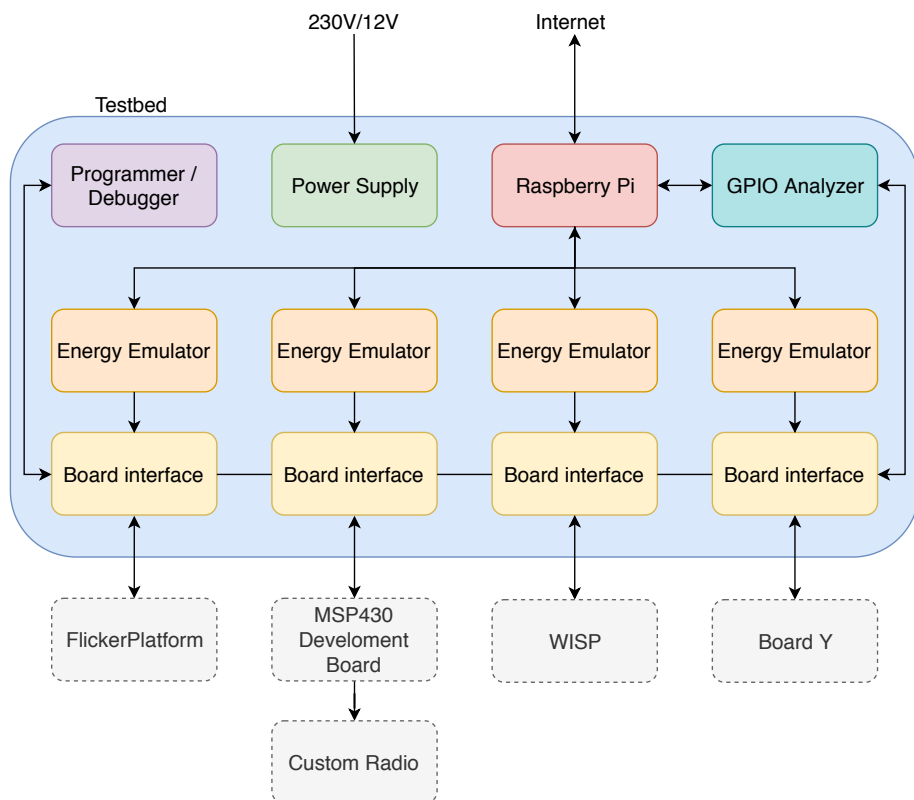 230V/12V
Internet
Testbed
Programmer /
Debugger
Power Supply
Raspberry Pi
GPIO Analyzer
Energy Emulator
Energy Emulator
Energy Emulator
Energy Emulator
Board interface
Board interface
Board interface
Board interface
FlickerPlatform
MSP430
Develoment
Board
WISP
Board Y
Custom Radio